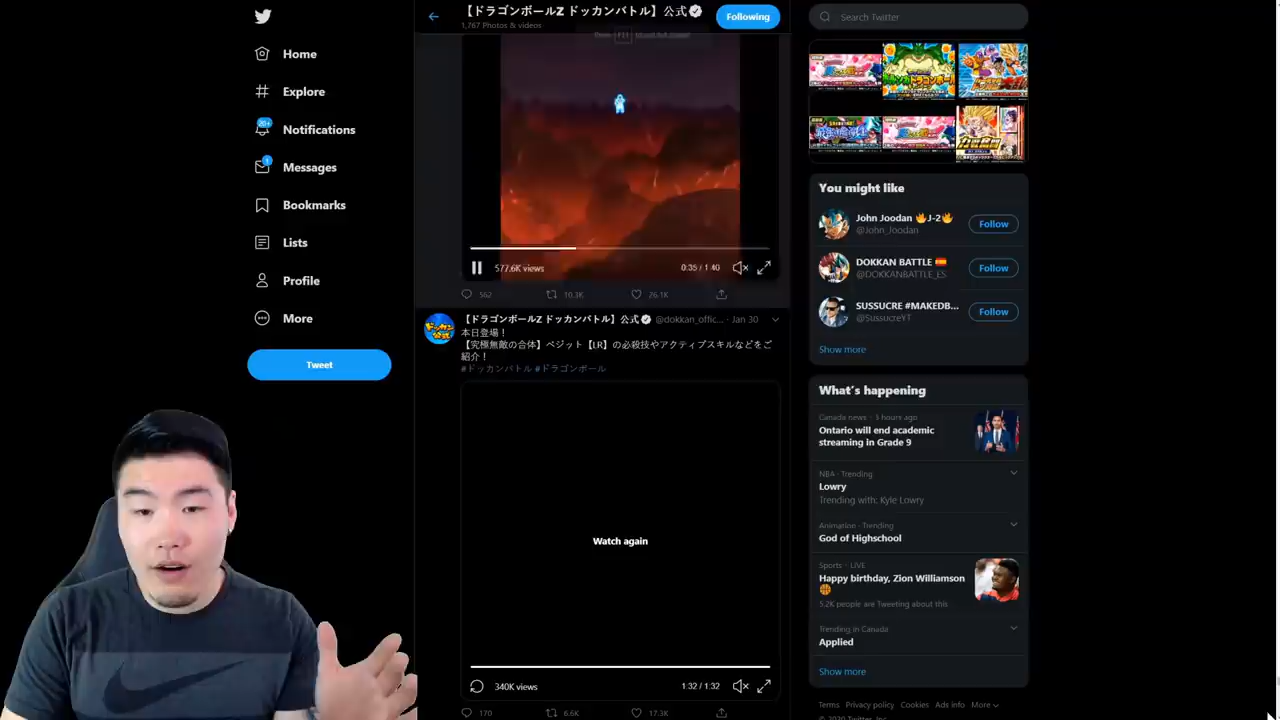 Home
Explore
20+
Notifications
1
Messages
Bookmarks
Lists
Profile
More
Tweet
【ドラゴンボールZ ドッカンバトル】公式
1,767 Photos & videos
Following
577.6K views
0:35 / 1:40
562
10.3K
76.1K
【ドラゴンボールZ ドッカンバトル】公式 @dokkan_offic... · Jan 30
本日登場！
【究極無敵の合体】ベジット【LR】の必殺技やアクティブスキルなどをご
紹介！
#ドッカンバトル #ドラゴンボール
Watch again
340K views
1:32 / 1:32
170
6.6K
17.3K
Search Twitter
You might like
John Joodan 🔥J-2🔥
@John_Joodan
Follow
DOKKAN BATTLE 🇪🇸
@DOKKANBATTLE_ES
Follow
SUSSUCRE #MAKEDB...
@SussucreYT
Follow
Show more
What's happening
Canada news · 5 hours ago
Ontario will end academic
streaming in Grade 9
NBA · Trending
Lowry
Trending with: Kyle Lowry
Animation · Trending
God of Highschool
Sports · LIVE
Happy birthday, Zion Williamson
🏀
5.2K people are Tweeting about this
Trending in Canada
Applied
Show more
Terms Privacy policy Cookies Ads info More
© 2020 Twitter, Inc.